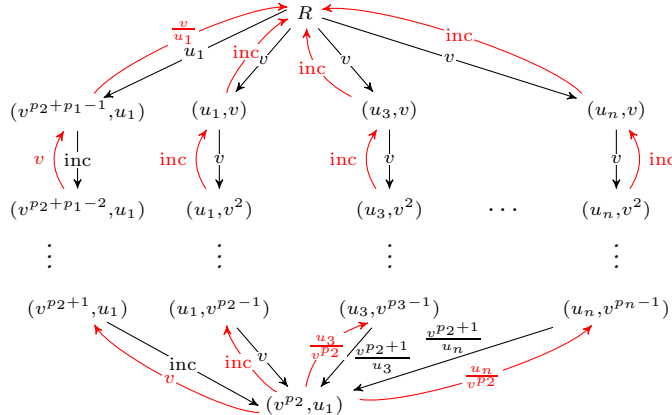 R
v/u_1 inc inc inc
u_1 v v v
(v^{p_2+p_1-1},u_1) (u_1,v) (u_3,v) (u_n,v)
v inc inc v inc v v inc
(v^{p_2+p_1-2},u_1) (u_1,v^2) (u_3,v^2) ... (u_n,v^2)
⋮ ⋮ ⋮ ⋮
(v^{p_2+1},u_1) (u_1,v^{p_2-1}) (u_3,v^{p_3-1}) (u_n,v^{p_n-1})
inc v inc v u_3/v^{p_2} v^{p_2+1}/u_3 v^{p_2+1}/u_n u_n/v^{p_2}
(v^{p_2},u_1)